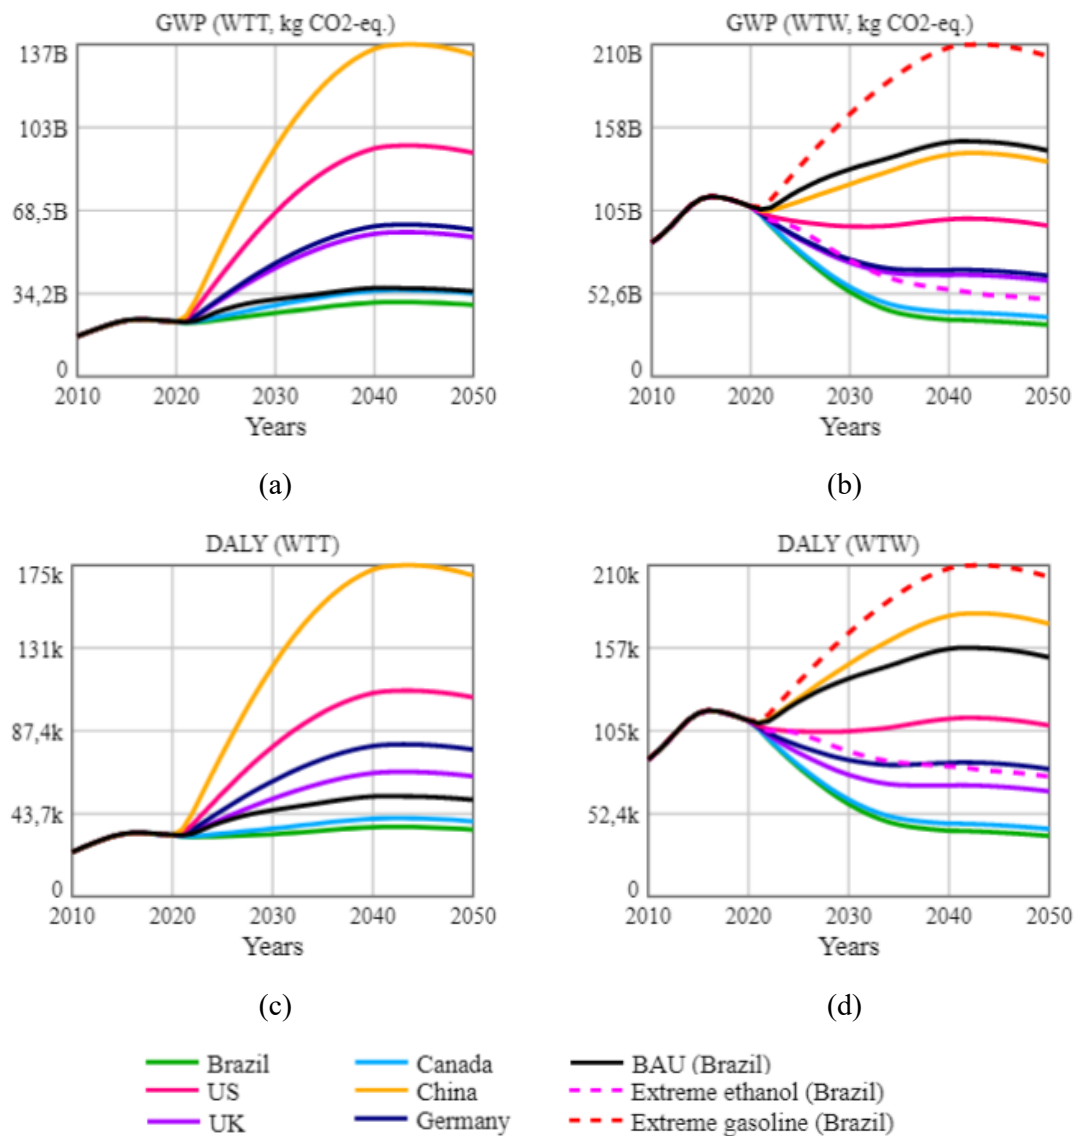 GWP (WTT, kg CO2-eq.)
137B
103B
68,5B
34,2B
0
2010 2020 2030 2040 2050
Years
(a)
GWP (WTW, kg CO2-eq.)
210B
158B
105B
52,6B
0
2010 2020 2030 2040 2050
Years
(b)
DALY (WTT)
175k
131k
87,4k
43,7k
0
2010 2020 2030 2040 2050
Years
(c)
DALY (WTW)
210k
157k
105k
52,4k
0
2010 2020 2030 2040 2050
Years
(d)
Brazil Canada BAU (Brazil)
US China Extreme ethanol (Brazil)
UK Germany Extreme gasoline (Brazil)